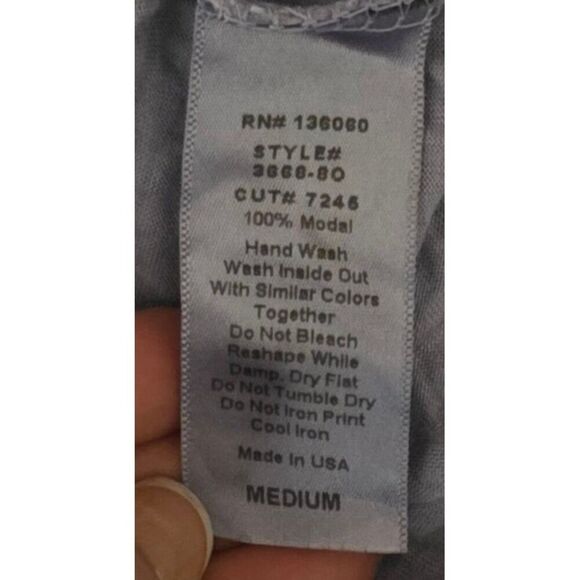 RN# 136060
STYLE#
3668-80
CUT# 7245
100% Modal
Hand Wash
Wash Inside Out
With Similar Colors
Together
Do Not Bleach
Reshape While
Damp. Dry Flat
Do Not Tumble Dry
Do Not Iron Print
Cool Iron
Made In USA
MEDIUM